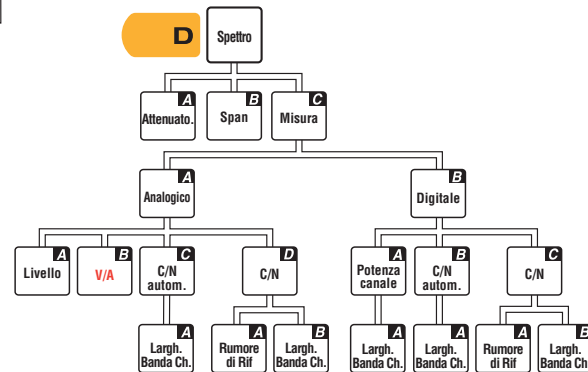 D
Spettro
A
Attenuato.
B
Span
C
Misura
A
Analogico
B
Digitale
A
Livello
B
V/A
C
C/N
autom.
D
C/N
A
Potenza
canale
B
C/N
autom.
C
C/N
A
Largh.
Banda Ch.
A
Rumore
di Rif
B
Largh.
Banda Ch.
A
Largh.
Banda Ch.
A
Largh.
Banda Ch.
A
Rumore
di Rif
B
Largh.
Banda Ch.